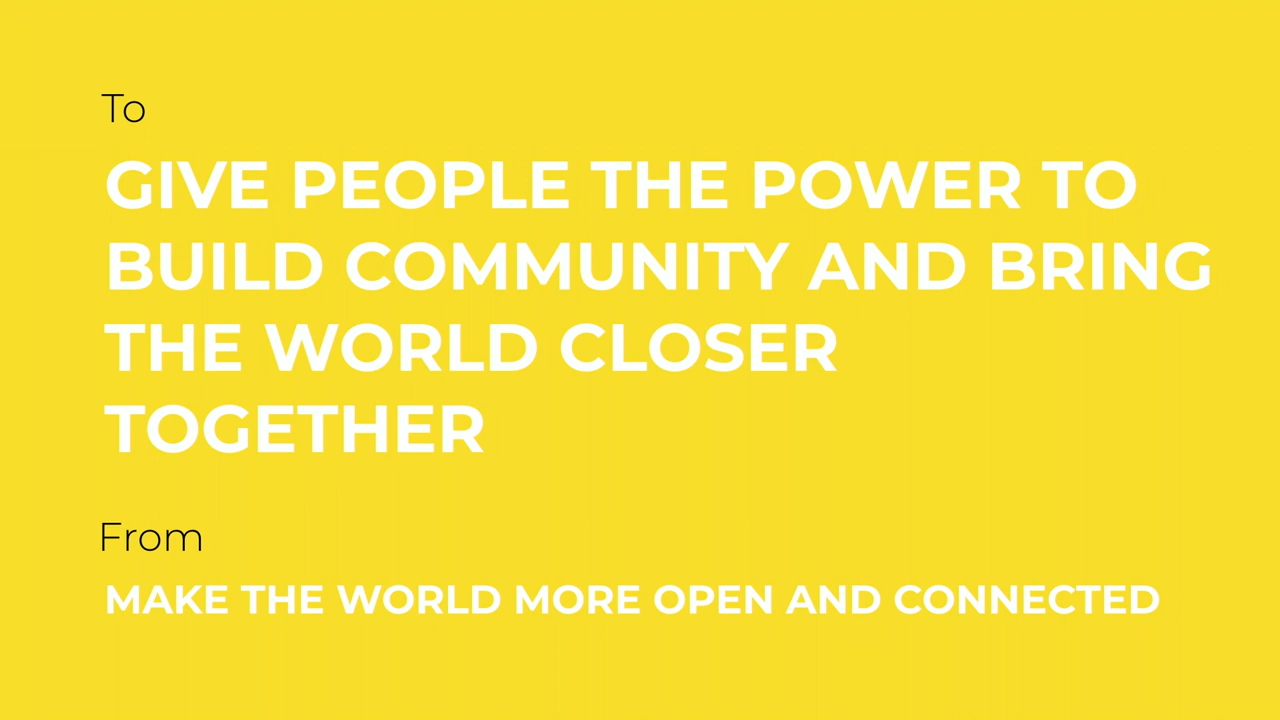 To
GIVE PEOPLE THE POWER TO
BUILD COMMUNITY AND BRING
THE WORLD CLOSER
TOGETHER
From
MAKE THE WORLD MORE OPEN AND CONNECTED